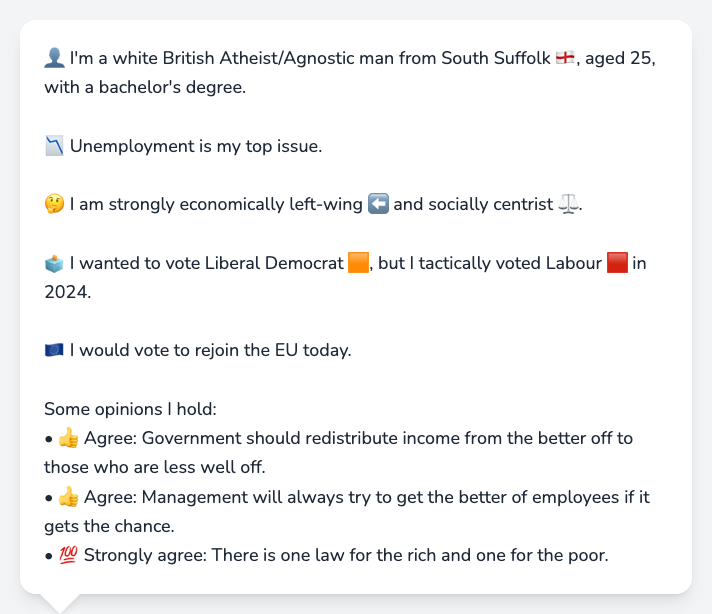 👤 I'm a white British Atheist/Agnostic man from South Suffolk 🏴󠁧󠁢󠁥󠁮󠁧󠁿, aged 25,
with a bachelor's degree.
📉 Unemployment is my top issue.
🤔 I am strongly economically left-wing ⬅️ and socially centrist ⚖️.
🗳️ I wanted to vote Liberal Democrat 🟧, but I tactically voted Labour 🟥 in
2024.
🇪🇺 I would vote to rejoin the EU today.
Some opinions I hold:
• 👍 Agree: Government should redistribute income from the better off to
those who are less well off.
• 👍 Agree: Management will always try to get the better of employees if it
gets the chance.
• 💯 Strongly agree: There is one law for the rich and one for the poor.